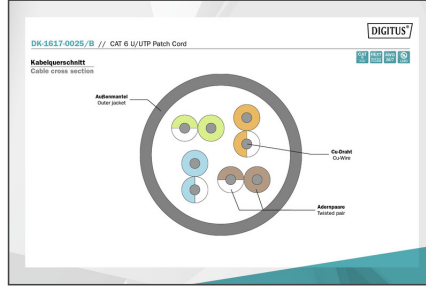 DIGITUS®
DK-1617-0025/B // CAT 6 U/UTP Patch Cord
Kabelquerschnitt
Cable cross section
Außenmantel
Outer jacket
Cu-Draht
Cu-Wire
Adernpaare
Twisted pair